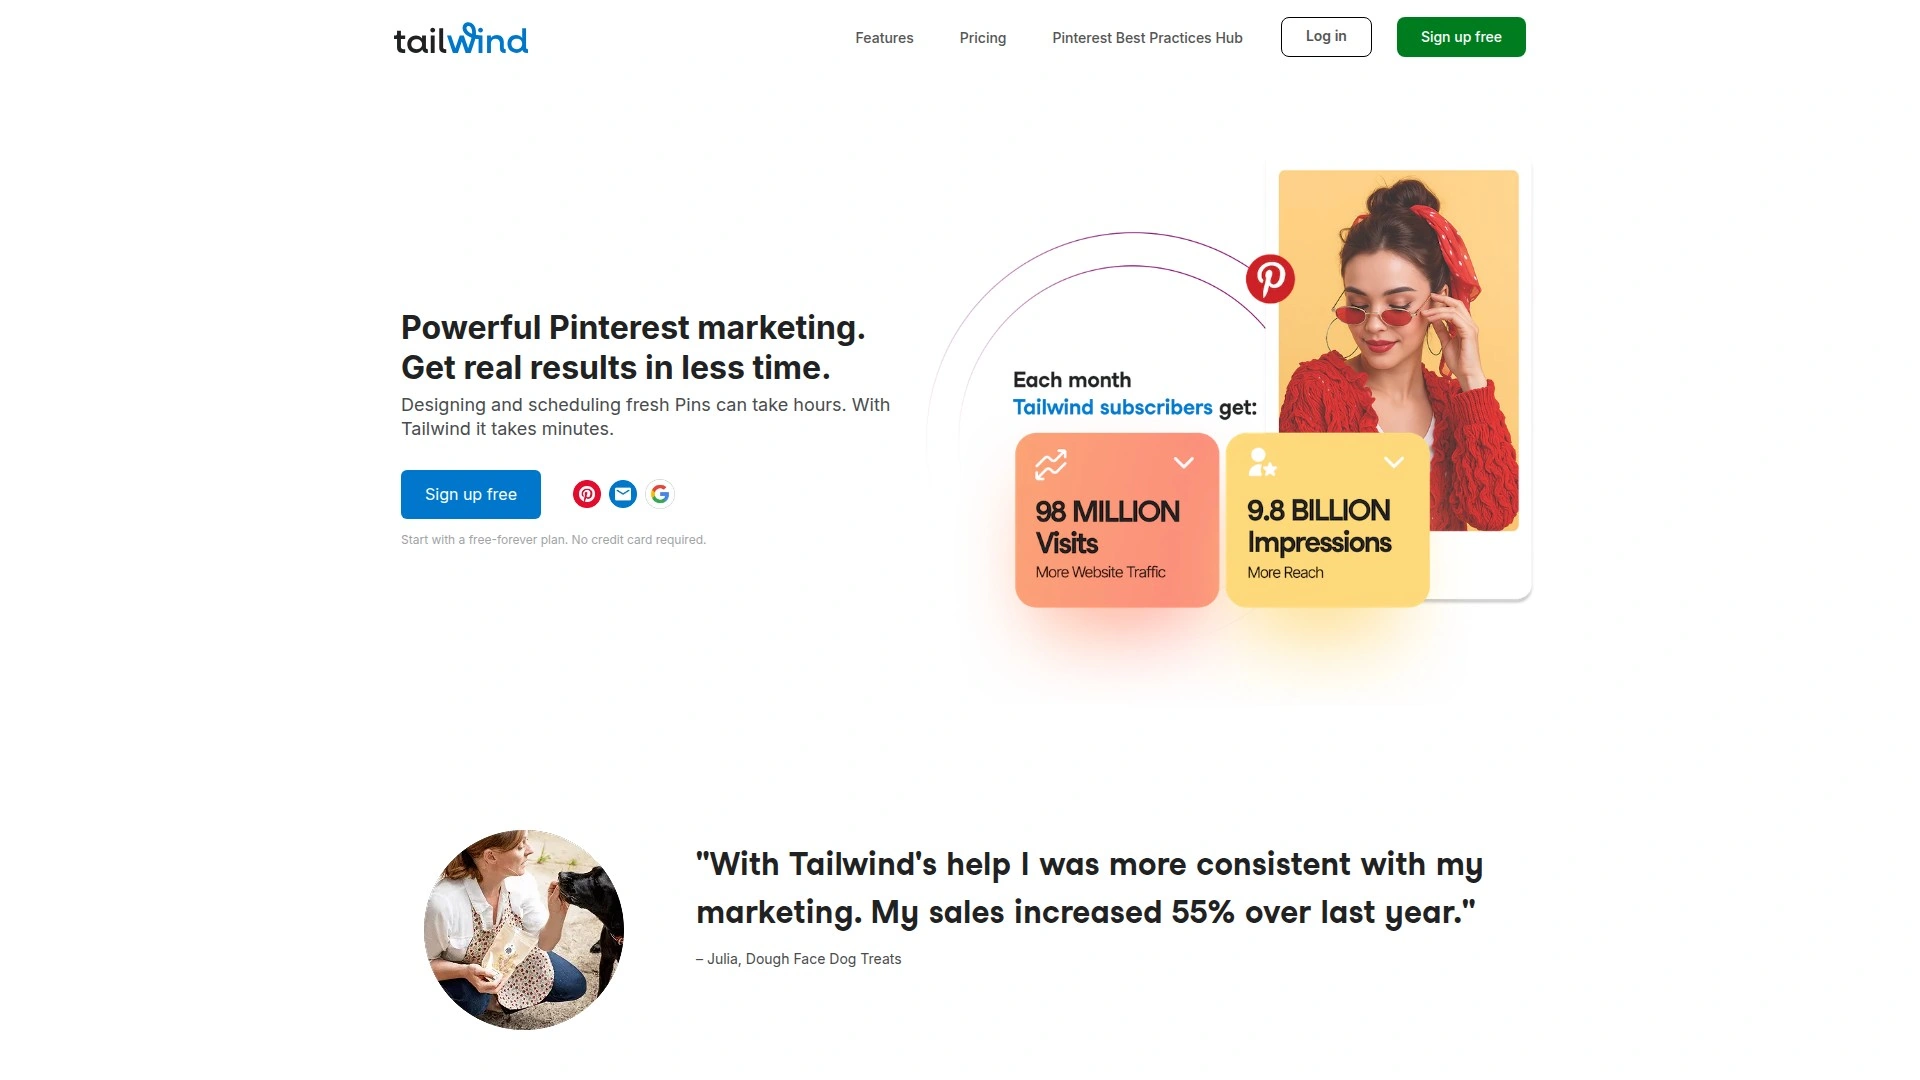 tailwind
Features
Pricing
Pinterest Best Practices Hub
Log in
Sign up free
Powerful Pinterest marketing.
Get real results in less time.
Designing and scheduling fresh Pins can take hours. With
Tailwind it takes minutes.
Sign up free
Start with a free-forever plan. No credit card required.
Each month
Tailwind subscribers get:
98 MILLION
Visits
More Website Traffic
9.8 BILLION
Impressions
More Reach
"With Tailwind's help I was more consistent with my
marketing. My sales increased 55% over last year."
– Julia, Dough Face Dog Treats